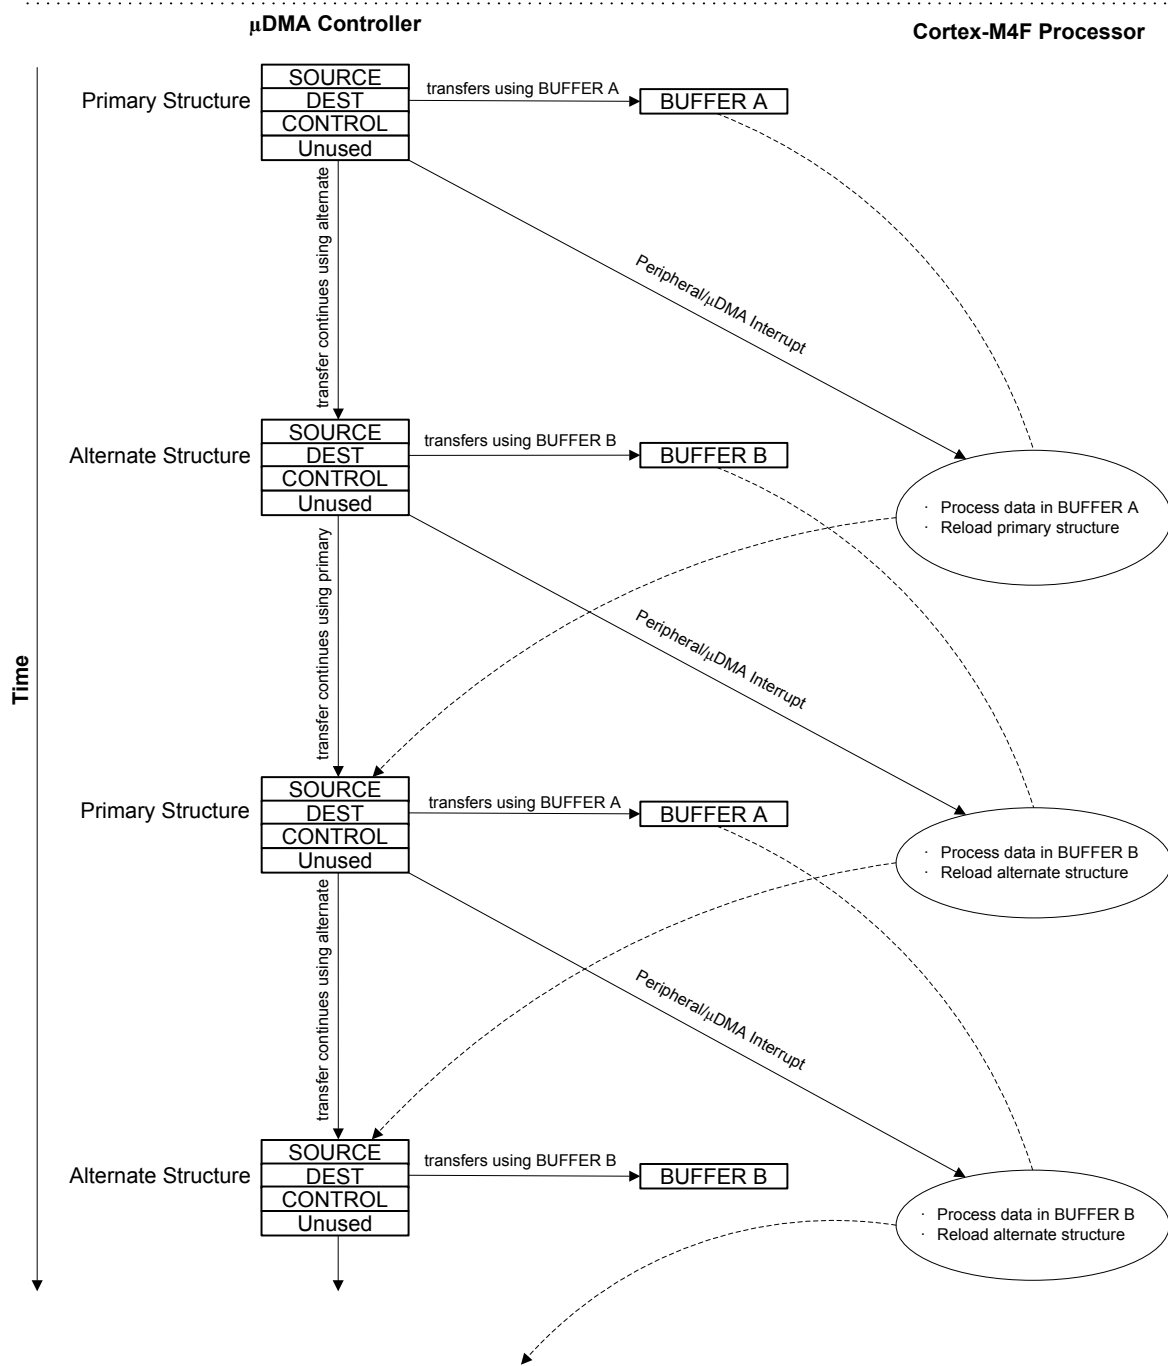 μDMA Controller
Cortex-M4F Processor
Time
Primary Structure
SOURCE
DEST
CONTROL
Unused
transfers using BUFFER A
BUFFER A
transfer continues using alternate
Peripheral/μDMA Interrupt
Alternate Structure
SOURCE
DEST
CONTROL
Unused
transfers using BUFFER B
BUFFER B
· Process data in BUFFER A
· Reload primary structure
transfer continues using primary
Peripheral/μDMA Interrupt
Primary Structure
SOURCE
DEST
CONTROL
Unused
transfers using BUFFER A
BUFFER A
· Process data in BUFFER B
· Reload alternate structure
transfer continues using alternate
Peripheral/μDMA Interrupt
Alternate Structure
SOURCE
DEST
CONTROL
Unused
transfers using BUFFER B
BUFFER B
· Process data in BUFFER B
· Reload alternate structure